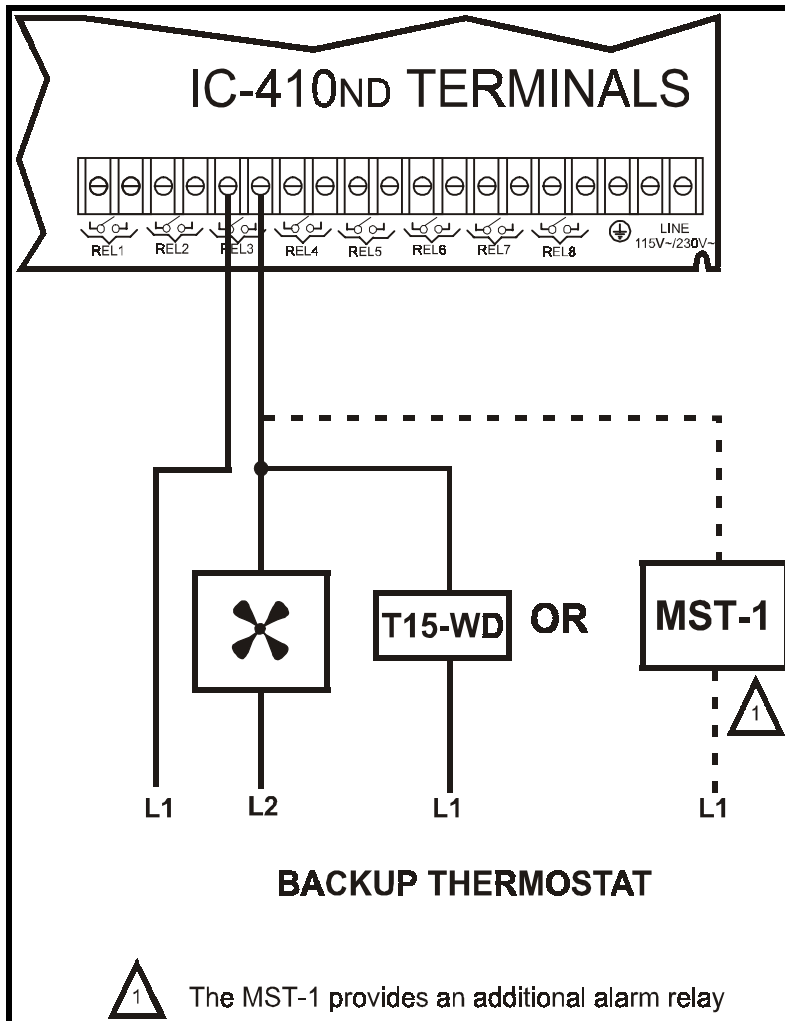 IC-410ND TERMINALS
REL1 REL2 REL3 REL4 REL5 REL6 REL7 REL8
LINE
115V~/230V~
T15-WD OR MST-1
1
L1 L2 L1 L1
BACKUP THERMOSTAT
1 The MST-1 provides an additional alarm relay